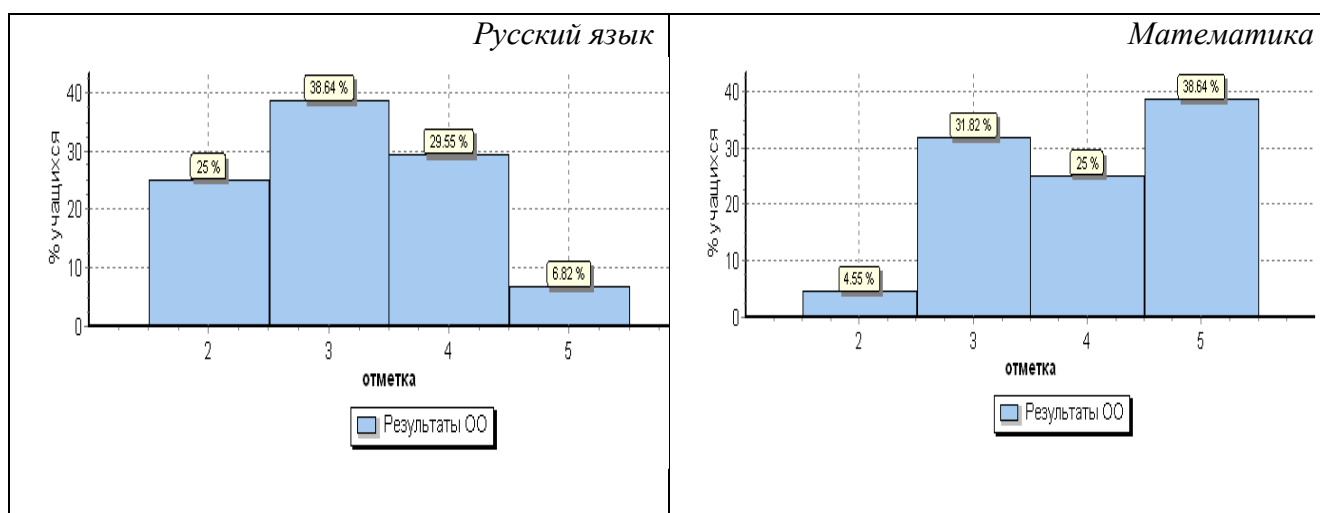 Русский язык
% учащихся
40
30
20
10
0
25 %
38.64 %
29.55 %
6.82 %
2 3 4 5
отметка
Результаты ОО
Математика
% учащихся
40
30
20
10
0
4.55 %
31.82 %
25 %
38.64 %
2 3 4 5
отметка
Результаты ОО